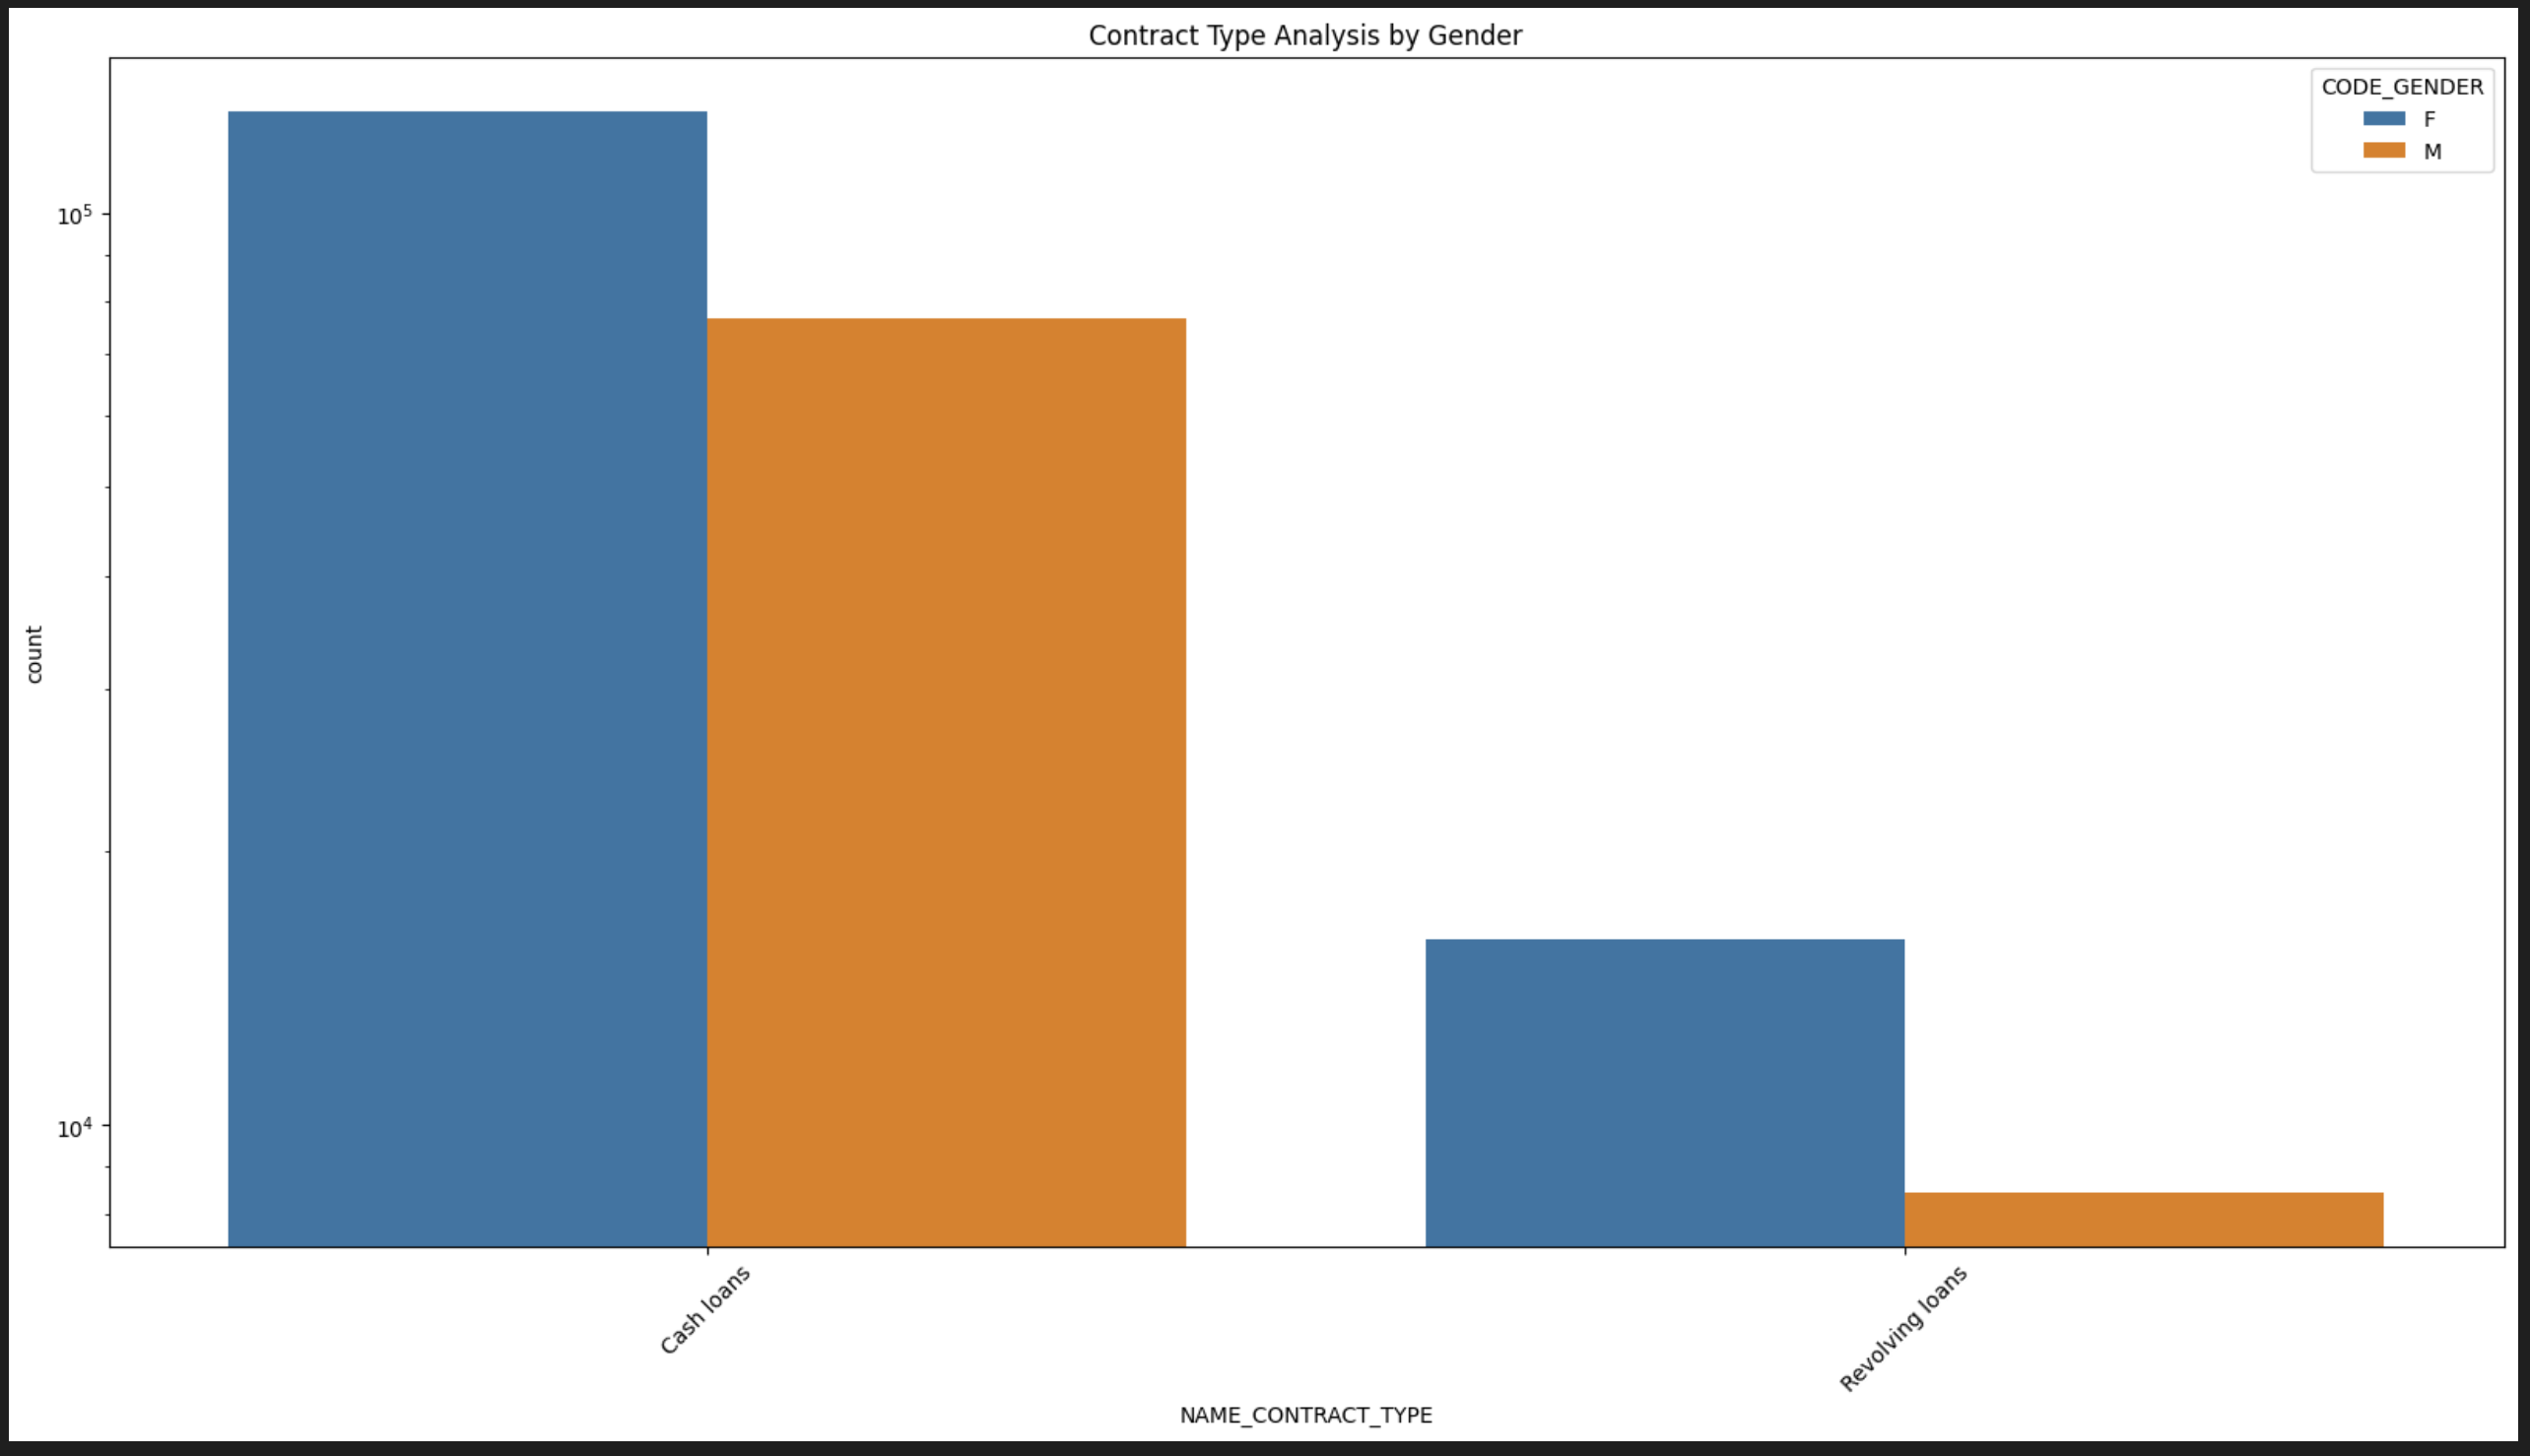 Contract Type Analysis by Gender
CODE_GENDER
F
M
10⁵
10⁴
count
Cash loans
Revolving loans
NAME_CONTRACT_TYPE